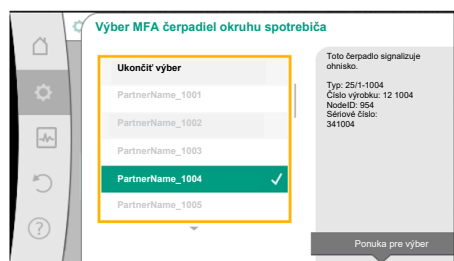 Výber MFA čerpadiel okruhu spotrebiča
Ukončiť výber
PartnerName_1001
PartnerName_1002
PartnerName_1003
PartnerName_1004
PartnerName_1005
Toto čerpadlo signalizuje
ohnisko.
Typ: 25/1-1004
Číslo výrobku: 12 1004
NodeID: 954
Sériové číslo:
341004
Ponuka pre výber
?